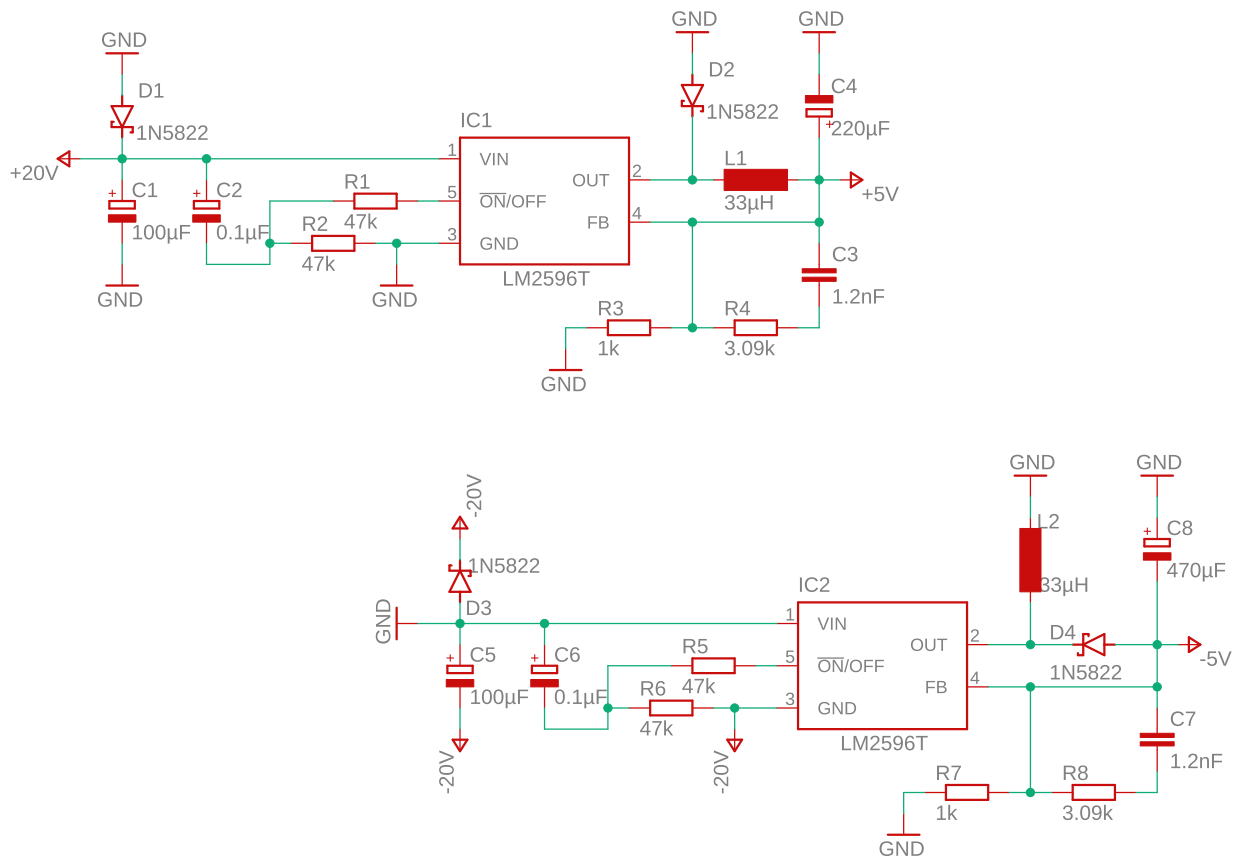 GND
D1
1N5822
+20V
C1
100µF
GND
C2
0.1µF
R1
47k
R2
47k
GND
IC1
1
VIN
5
ON/OFF
3
GND
OUT
2
FB
4
LM2596T
GND
D2
1N5822
GND
C4
220µF
L1
33µH
+5V
C3
1.2nF
R3
1k
R4
3.09k
GND
-20V
1N5822
D3
GND
C5
100µF
-20V
C6
0.1µF
R5
47k
R6
47k
-20V
IC2
1
VIN
5
ON/OFF
3
GND
OUT
2
FB
4
LM2596T
GND
L2
33µH
GND
C8
470µF
D4
1N5822
-5V
C7
1.2nF
R7
1k
R8
3.09k
GND